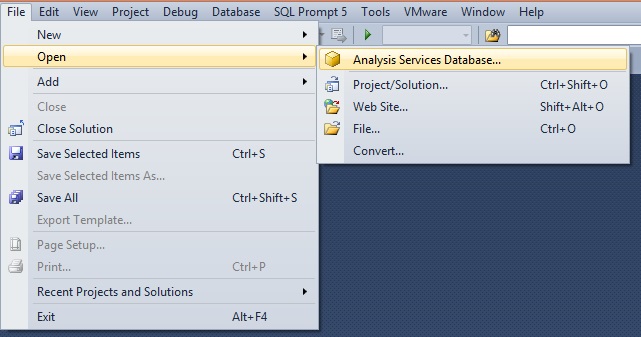 File Edit View Project Debug Database SQL Prompt 5 Tools VMware Window Help
New
Open
Add
Close
Close Solution
Save Selected Items Ctrl+S
Save Selected Items As...
Save All Ctrl+Shift+S
Export Template...
Page Setup...
Print... Ctrl+P
Recent Projects and Solutions
Exit Alt+F4
Analysis Services Database...
Project/Solution... Ctrl+Shift+O
Web Site... Shift+Alt+O
File... Ctrl+O
Convert...